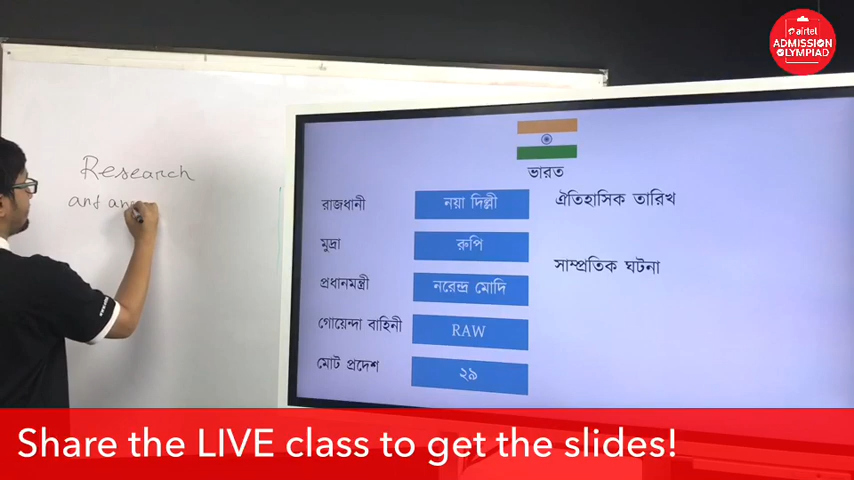 airtel
ADMISSION
OLYMPIAD
Research
and
ভারত
রাজধানী নয়া দিল্লী
মুদ্রা রুপি
প্রধানমন্ত্রী নরেন্দ্র মোদি
গোয়েন্দা বাহিনী RAW
মোট প্রদেশ ২৯
ঐতিহাসিক তারিখ
সাম্প্রতিক ঘটনা
Share the LIVE class to get the slides!